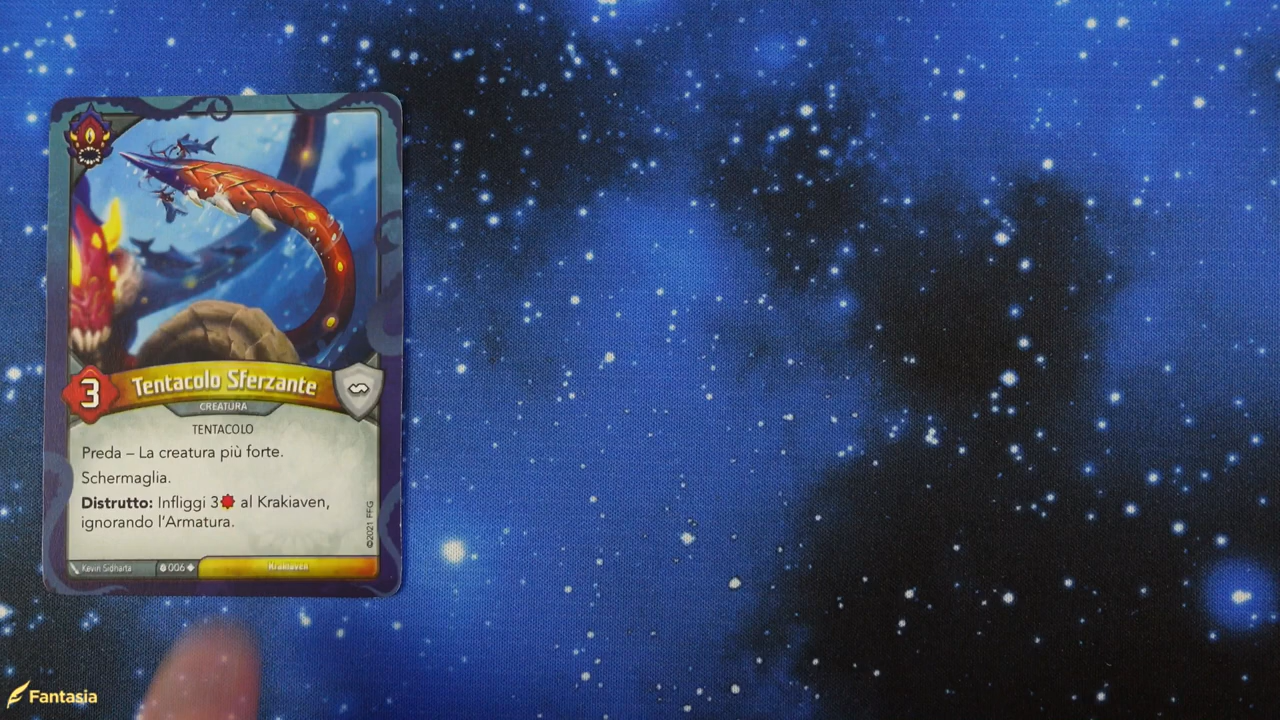 3
Tentacolo Sferzante
CREATURA
TENTACOLO
Preda – La creatura più forte.
Schermaglia.
Distrutto: Infliggi 3 al Krakiaven,
ignorando l'Armatura.
©2021 FFG
Kevin Sidharta
006
Krakiaven
Fantasia